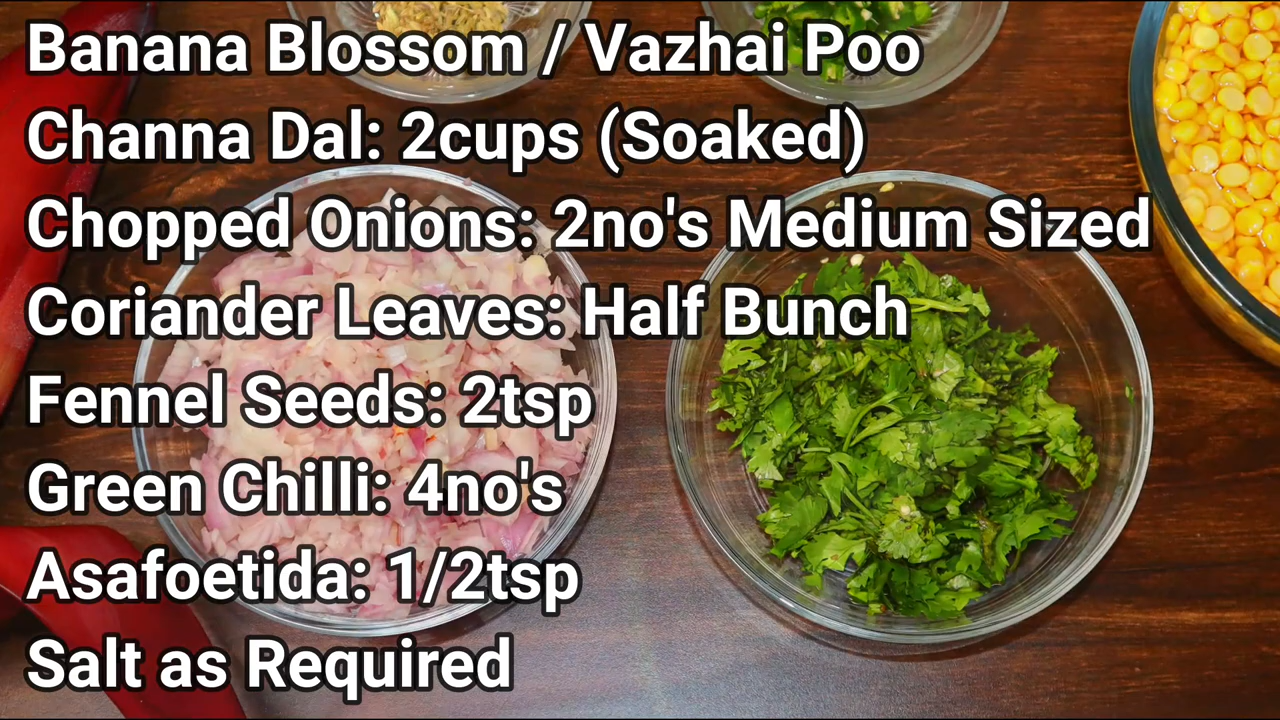 Banana Blossom / Vazhai Poo
Channa Dal: 2cups (Soaked)
Chopped Onions: 2no's Medium Sized
Coriander Leaves: Half Bunch
Fennel Seeds: 2tsp
Green Chilli: 4no's
Asafoetida: 1/2tsp
Salt as Required